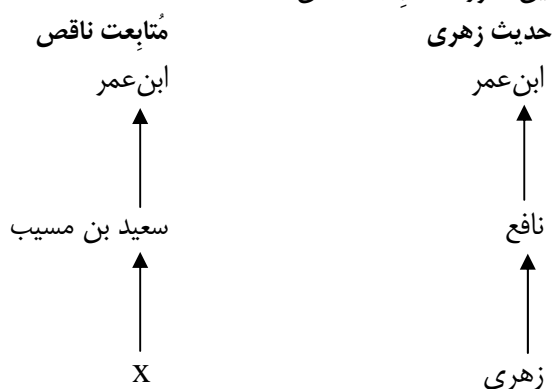 حدیث زهری مُتابِعت ناقص
ابن‌عمر ابن‌عمر
نافع سعید بن مسیب
زهری X